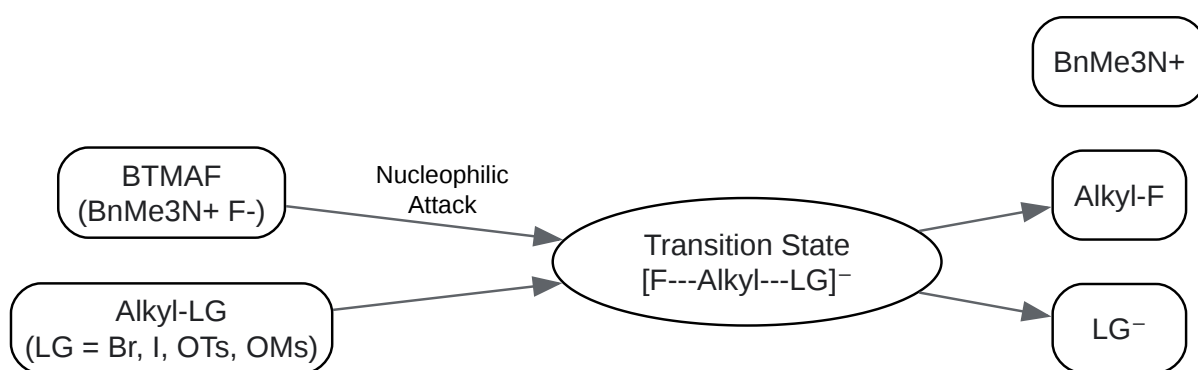 BnMe3N+
BTMAF
(BnMe3N+ F-)
Nucleophilic
Attack
Alkyl-F
Transition State
[F---Alkyl---LG]⁻
Alkyl-LG
(LG = Br, I, OTs, OMs)
LG⁻